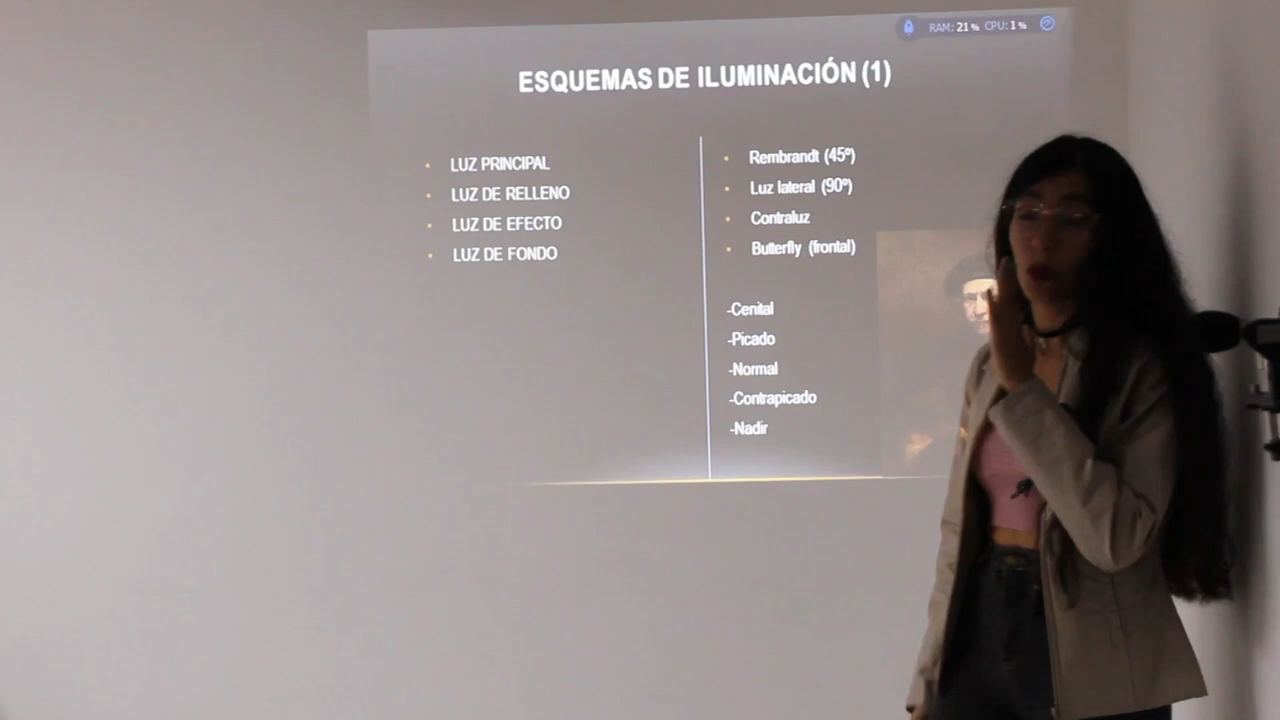 RAM: 21 % CPU: 1 %
ESQUEMAS DE ILUMINACIÓN (1)
• LUZ PRINCIPAL
• LUZ DE RELLENO
• LUZ DE EFECTO
• LUZ DE FONDO
• Rembrandt (45º)
• Luz lateral (90º)
• Contraluz
• Butterfly (frontal)
-Cenital
-Picado
-Normal
-Contrapicado
-Nadir